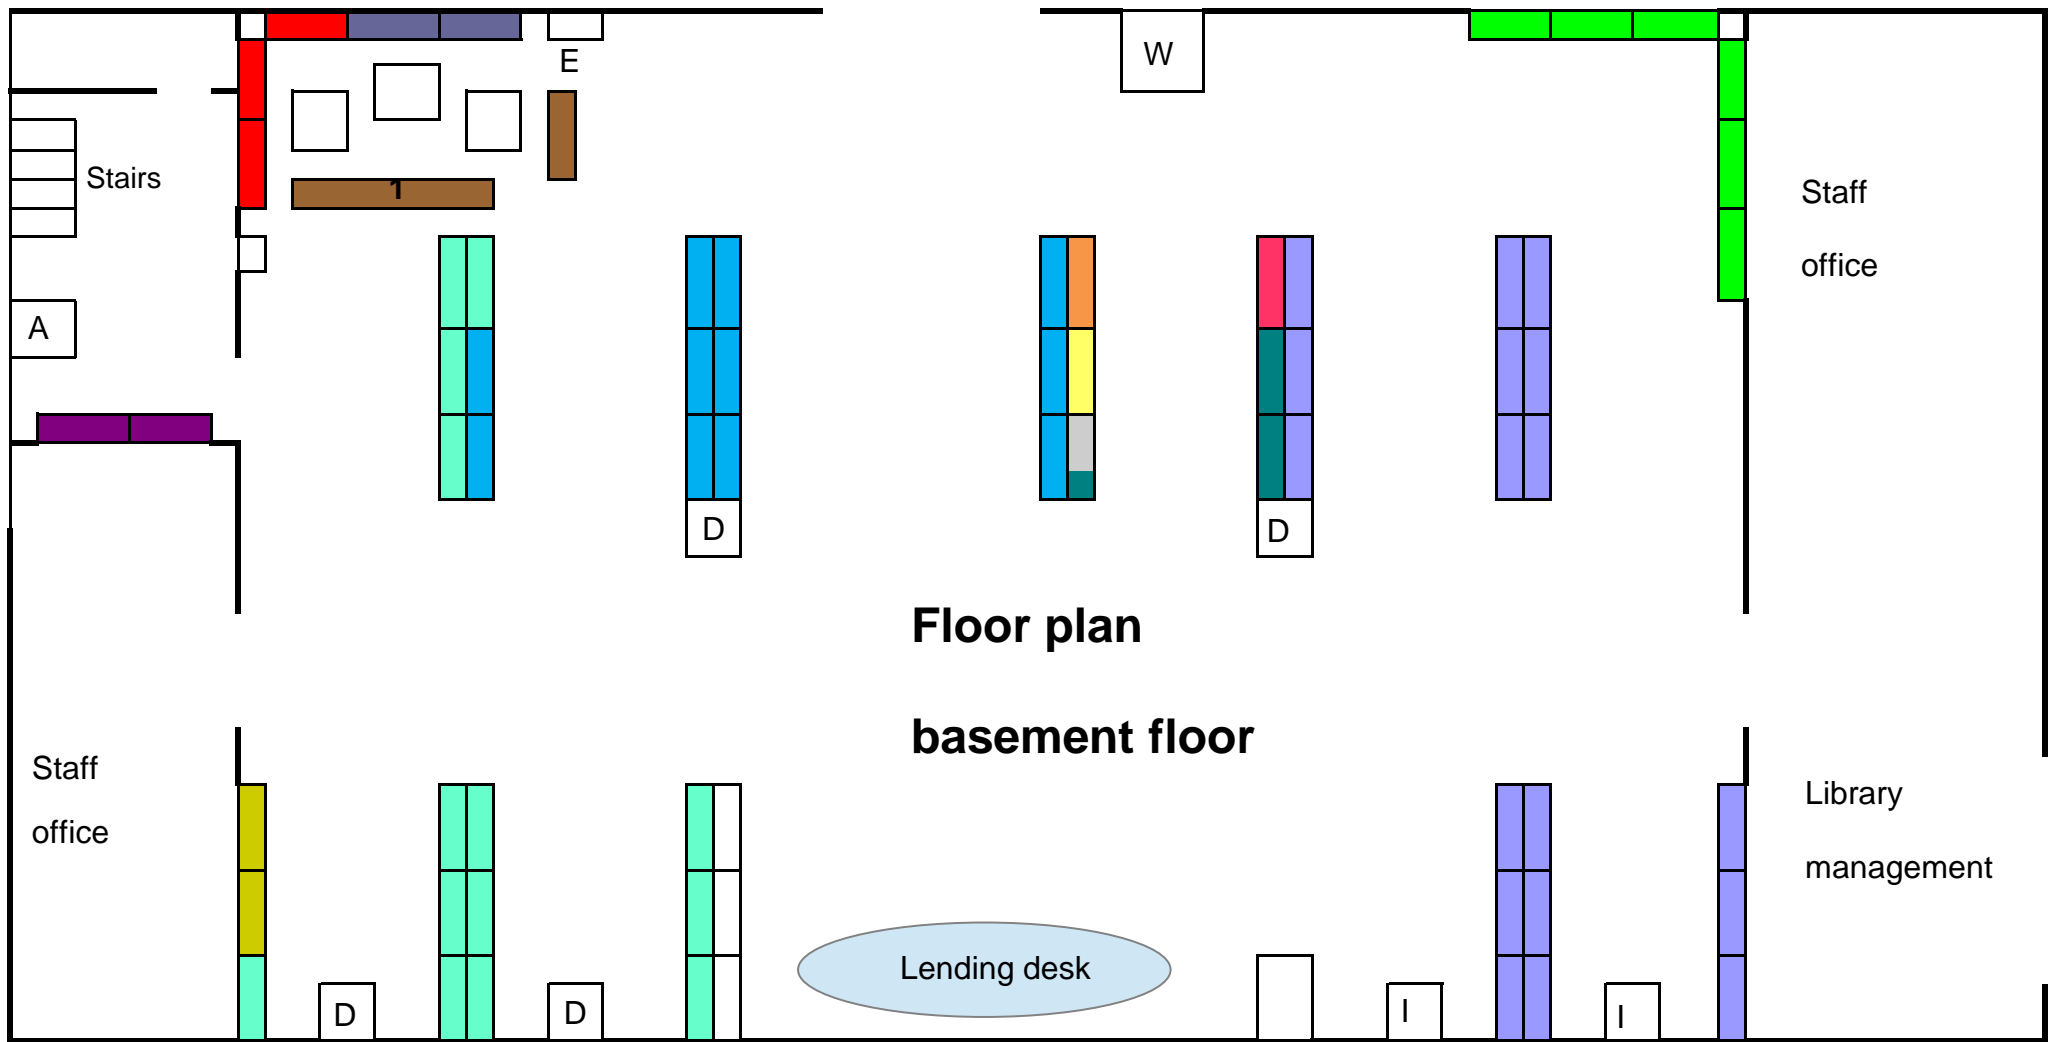 W
E
Stairs
1
Staff
office
A
D
D
Floor plan
basement floor
Staff
office
Library
management
Lending desk
D
D
I
I